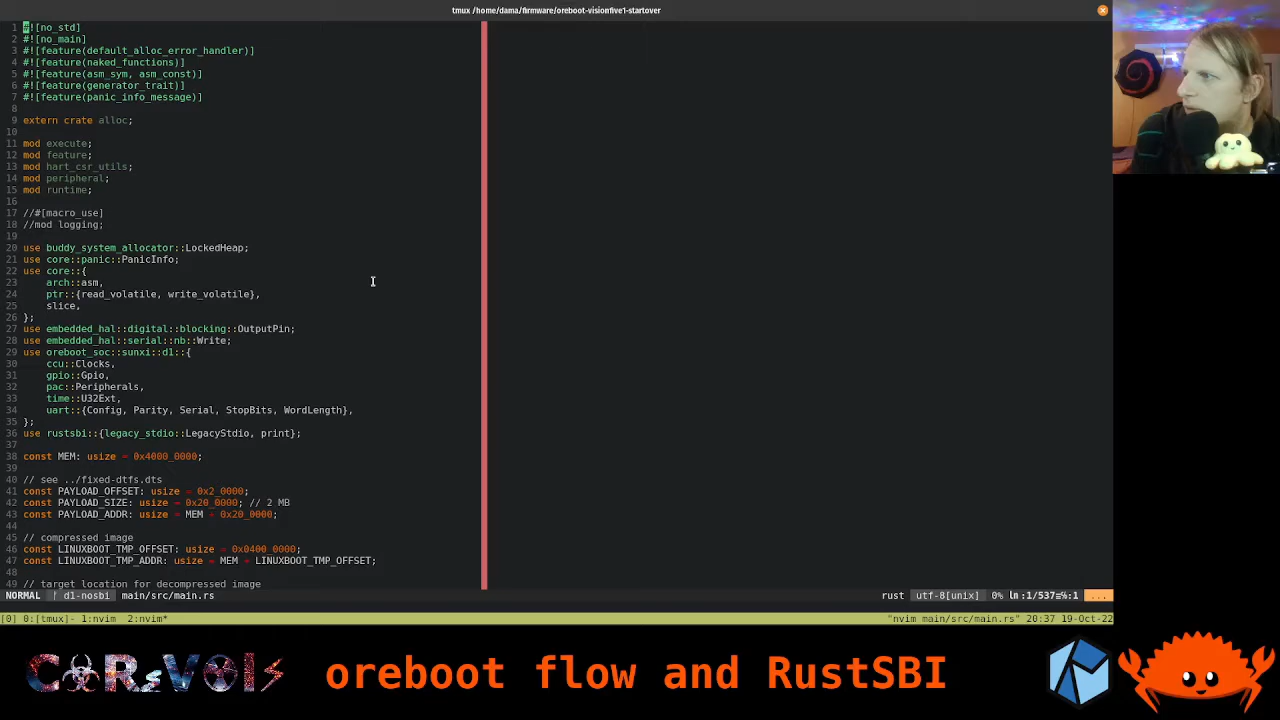 tmux /home/dama/firmware/oreboot-visionfive1-startover
1 #![no_std]
2 #![no_main]
3 #![feature(default_alloc_error_handler)]
4 #![feature(naked_functions)]
5 #![feature(asm_sym, asm_const)]
6 #![feature(generator_trait)]
7 #![feature(panic_info_message)]
8
9 extern crate alloc;
10
11 mod execute;
12 mod feature;
13 mod hart_csr_utils;
14 mod peripheral;
15 mod runtime;
16
17 //#[macro_use]
18 //mod logging;
19
20 use buddy_system_allocator::LockedHeap;
21 use core::panic::PanicInfo;
22 use core::{
23     arch::asm,
24     ptr::{read_volatile, write_volatile},
25     slice,
26 };
27 use embedded_hal::digital::blocking::OutputPin;
28 use embedded_hal::serial::nb::Write;
29 use oreboot_soc::sunxi::d1::{
30     ccu::Clocks,
31     gpio::Gpio,
32     pac::Peripherals,
33     time::U32Ext,
34     uart::{Config, Parity, Serial, StopBits, WordLength},
35 };
36 use rustsbi::{legacy_stdio::LegacyStdio, print};
37
38 const MEM: usize = 0x4000_0000;
39
40 // see ../fixed-dtfs.dts
41 const PAYLOAD_OFFSET: usize = 0x2_0000;
42 const PAYLOAD_SIZE: usize = 0x20_0000; // 2 MB
43 const PAYLOAD_ADDR: usize = MEM + 0x20_0000;
44
45 // compressed image
46 const LINUXBOOT_TMP_OFFSET: usize = 0x0400_0000;
47 const LINUXBOOT_TMP_ADDR: usize = MEM + LINUXBOOT_TMP_OFFSET;
48
49 // target location for decompressed image
NORMAL d1-nosbi main/src/main.rs rust utf-8[unix] 0% ln:1/537≡℅:1 ...
[0] 0:[tmux]- 1:nvim 2:nvim* "nvim main/src/main.rs" 20:37 19-Oct-22
oreboot flow and RustSBI